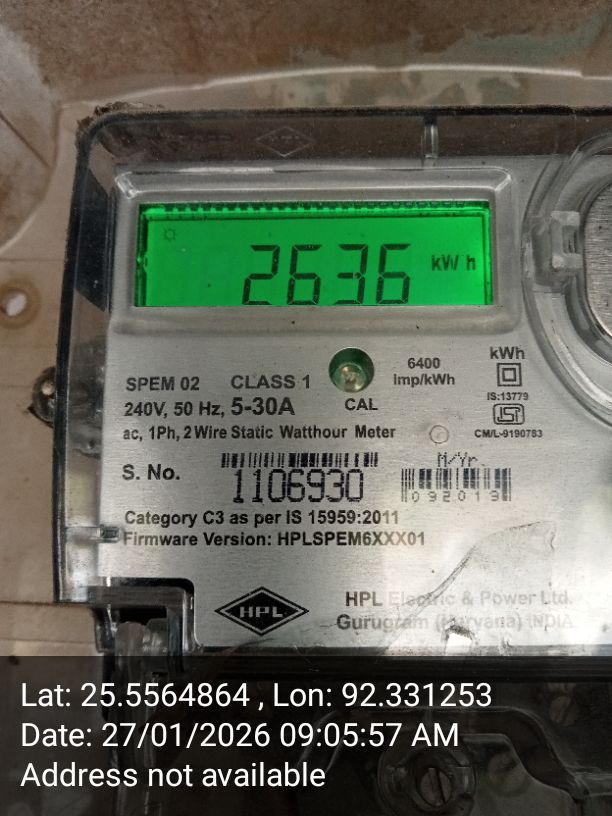 HPL
2636 kWh
SPEM 02 CLASS 1
240V, 50 Hz, 5-30A
ac, 1Ph, 2 Wire Static Watthour Meter
CAL
6400
Imp/kWh
kWh
IS:13779
ISI
CM/L-9190783
S. No.
1106930
M/Yr.
092019
Category C3 as per IS 15959:2011
Firmware Version: HPLSPEM6XXX01
HPL
HPL Electric & Power Ltd.
Gurugram (Haryana) INDIA
Lat: 25.5564864 , Lon: 92.331253
Date: 27/01/2026 09:05:57 AM
Address not available